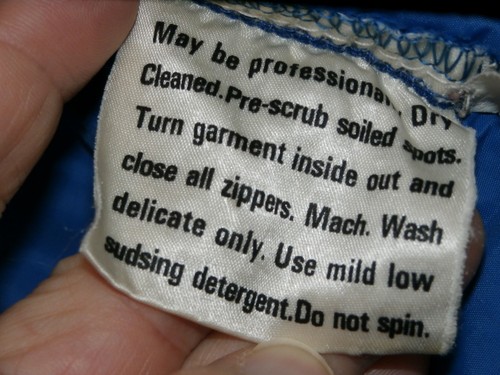 May be professional Dry
Cleaned.Pre-scrub soiled spots.
Turn garment inside out and
close all zippers. Mach. Wash
delicate only. Use mild low
sudsing detergent.Do not spin.